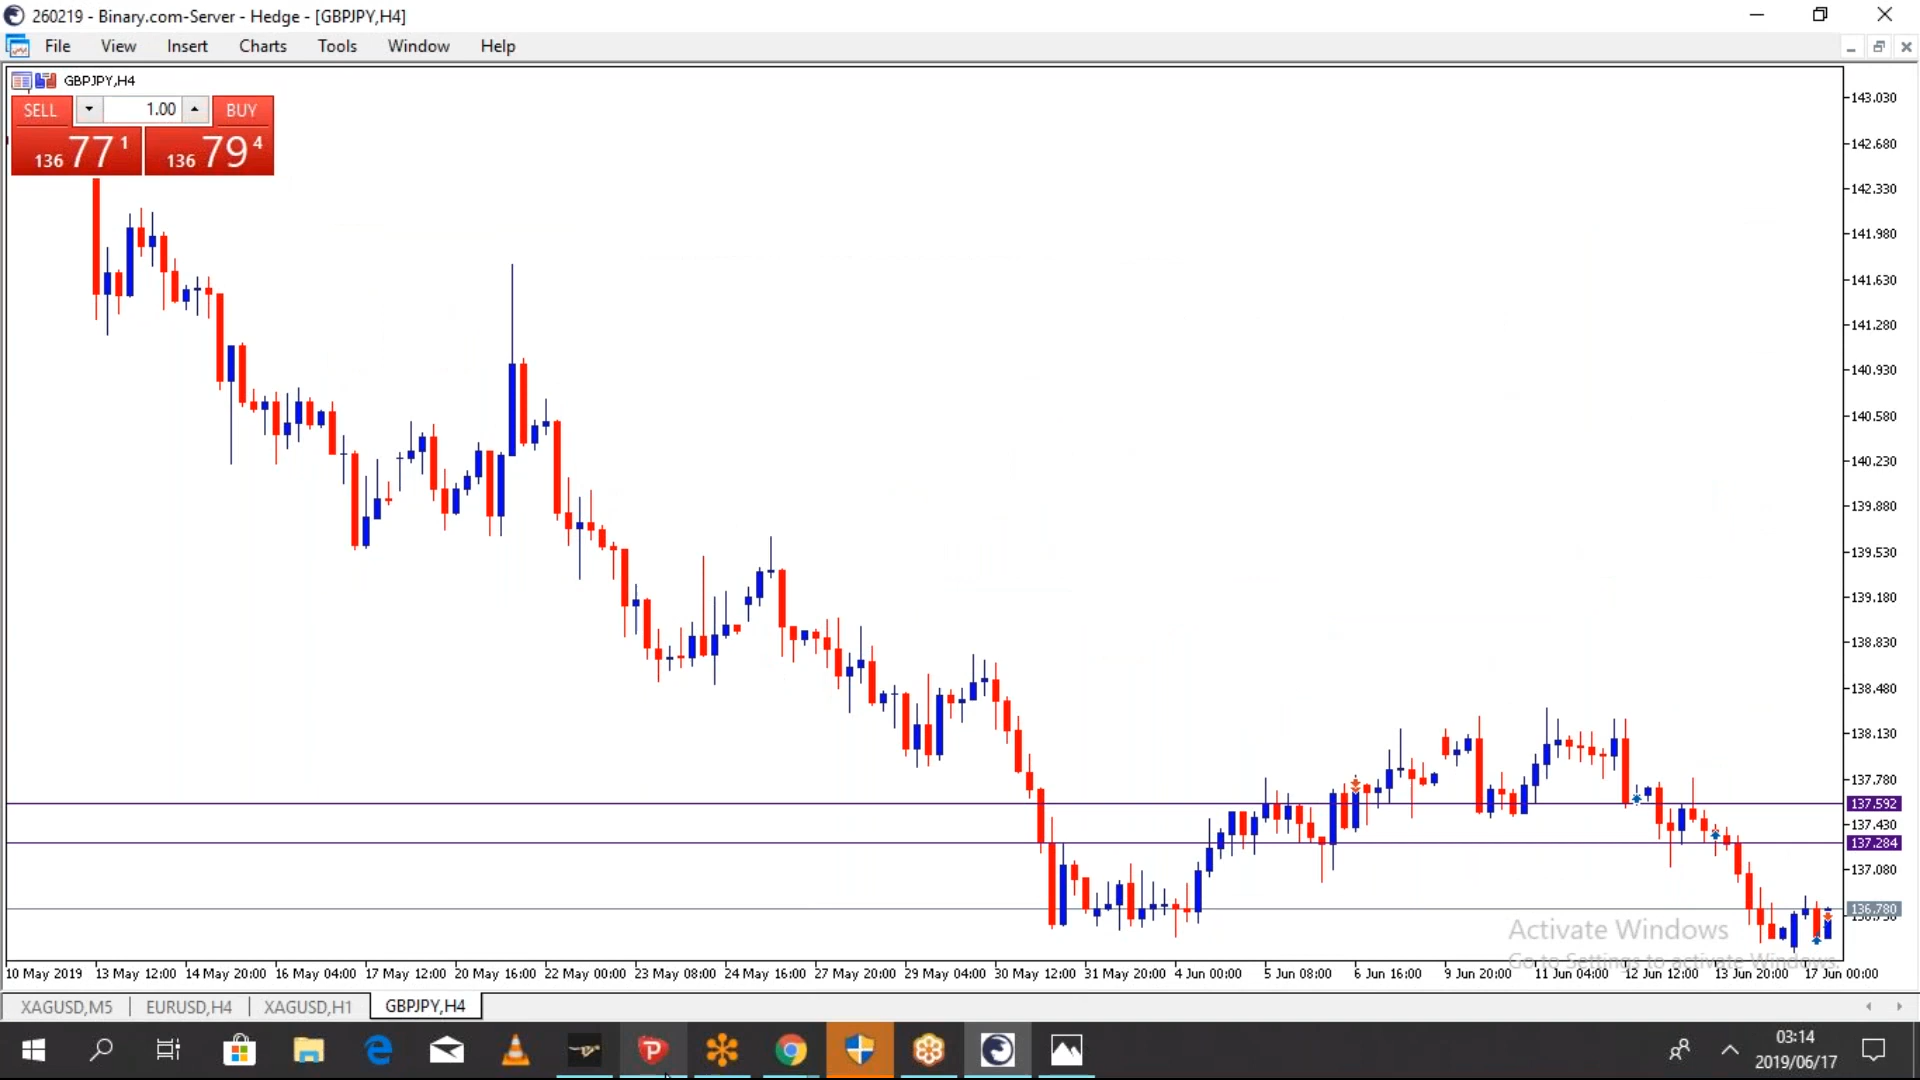 260219 - Binary.com-Server - Hedge - [GBPJPY,H4]
File View Insert Charts Tools Window Help
GBPJPY,H4
SELL 1.00 BUY
136 77 1 136 79 4
143.030
142.680
142.330
141.980
141.630
141.280
140.930
140.580
140.230
139.880
139.530
139.180
138.830
138.480
138.130
137.780
137.592
137.430
137.284
137.080
136.780
Activate Windows
Go to Settings to activate Windows.
10 May 2019 13 May 12:00 14 May 20:00 16 May 04:00 17 May 12:00 20 May 16:00 22 May 00:00 23 May 08:00 24 May 16:00 27 May 20:00 29 May 04:00 30 May 12:00 31 May 20:00 4 Jun 00:00 5 Jun 08:00 6 Jun 16:00 9 Jun 20:00 11 Jun 04:00 12 Jun 12:00 13 Jun 20:00 17 Jun 00:00
XAGUSD,M5 EURUSD,H4 XAGUSD,H1 GBPJPY,H4
03:14
2019/06/17